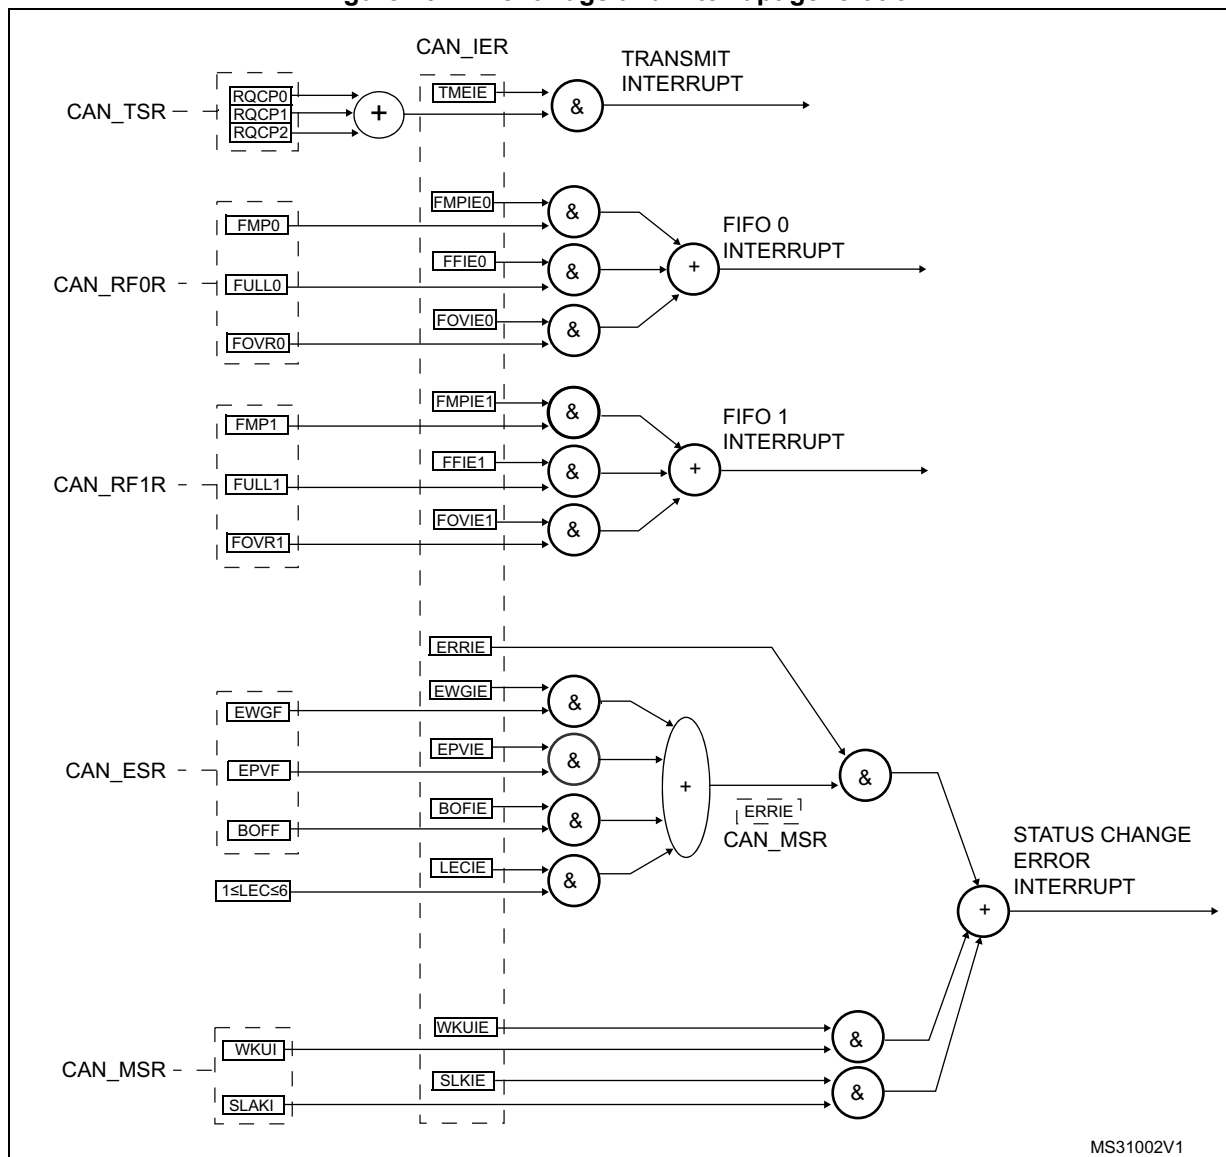 CAN_IER
TRANSMIT
INTERRUPT
CAN_TSR
RQCP0
RQCP1
RQCP2
+
TMEIE
&
CAN_RF0R
FMP0
FULL0
FOVR0
FMPIE0
FFIE0
FOVIE0
&
&
&
+
FIFO 0
INTERRUPT
CAN_RF1R
FMP1
FULL1
FOVR1
FMPIE1
FFIE1
FOVIE1
&
&
&
+
FIFO 1
INTERRUPT
ERRIE
CAN_ESR
EWGF
EPVF
BOFF
1≤LEC≤6
EWGIE
EPVIE
BOFIE
LECIE
&
&
&
&
+
ERRIE
CAN_MSR
&
STATUS CHANGE
ERROR
INTERRUPT
+
CAN_MSR
WKUI
SLAKI
WKUIE
SLKIE
&
&
MS31002V1